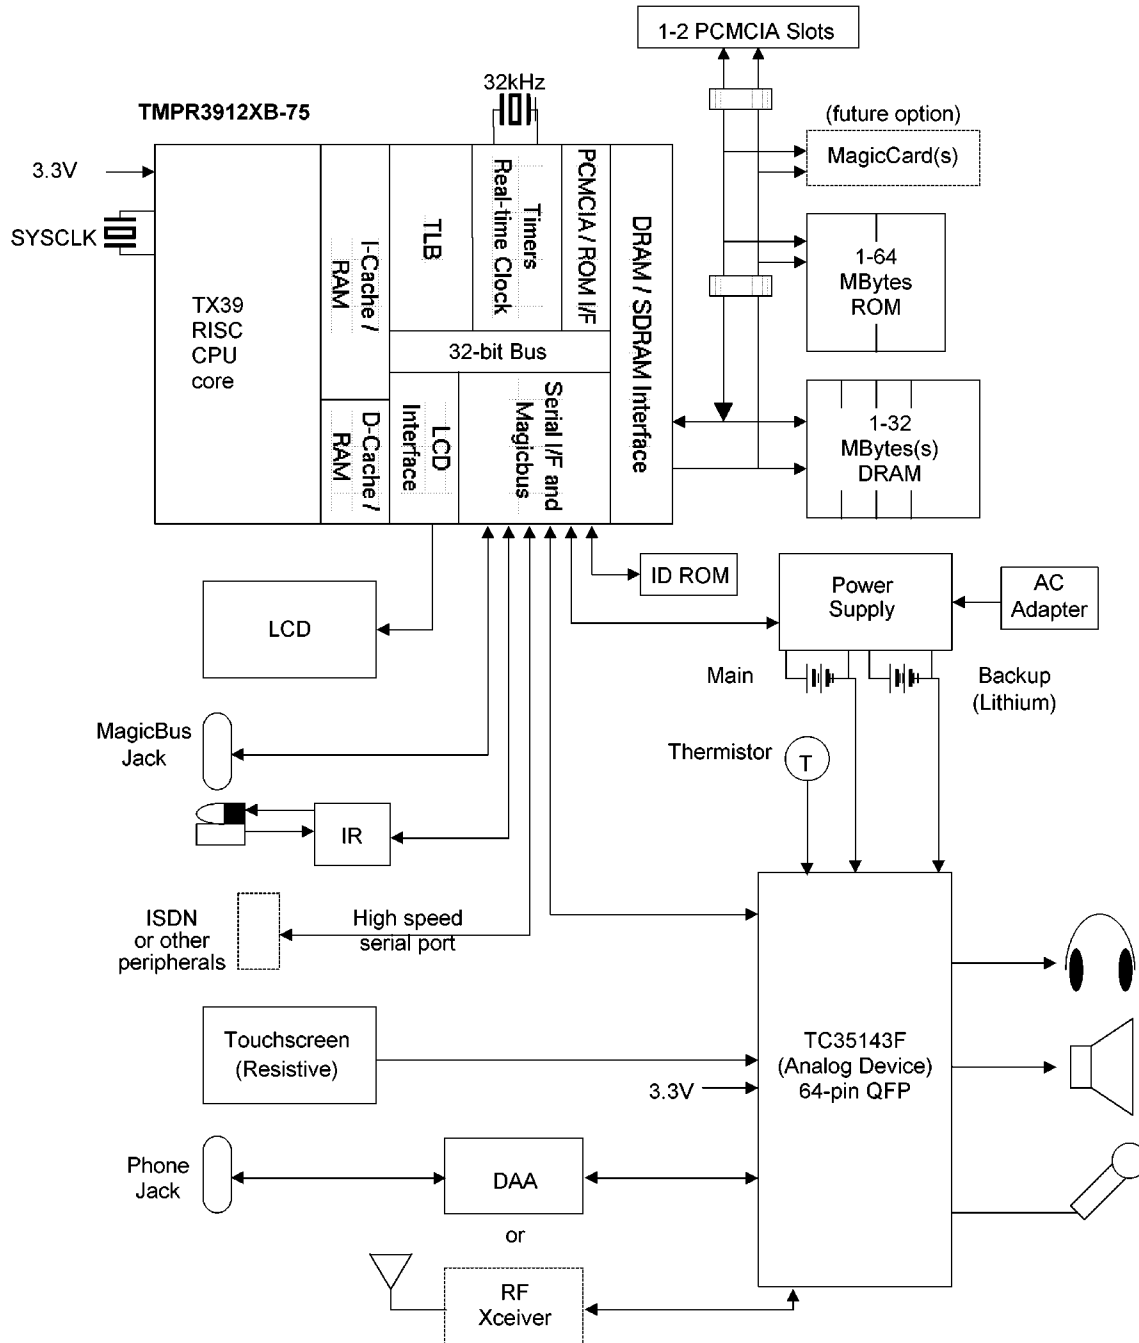 1-2 PCMCIA Slots
32kHz
TMPR3912XB-75
(future option)
MagicCard(s)
3.3V
SYSCLK
TX39
RISC
CPU
core
I-Cache /
RAM
D-Cache /
RAM
TLB
Timers
Real-time Clock
PCMCIA / ROM I/F
DRAM / SDRAM Interface
32-bit Bus
LCD
Interface
Serial I/F and
Magicbus
1-64
MBytes
ROM
1-32
MBytes(s)
DRAM
ID ROM
Power
Supply
AC
Adapter
LCD
Main
Backup
(Lithium)
MagicBus
Jack
Thermistor
T
IR
ISDN
or other
peripherals
High speed
serial port
Touchscreen
(Resistive)
TC35143F
(Analog Device)
64-pin QFP
3.3V
Phone
Jack
DAA
or
RF
Xceiver